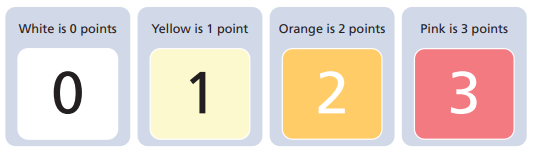 White is 0 points
0
Yellow is 1 point
1
Orange is 2 points
2
Pink is 3 points
3